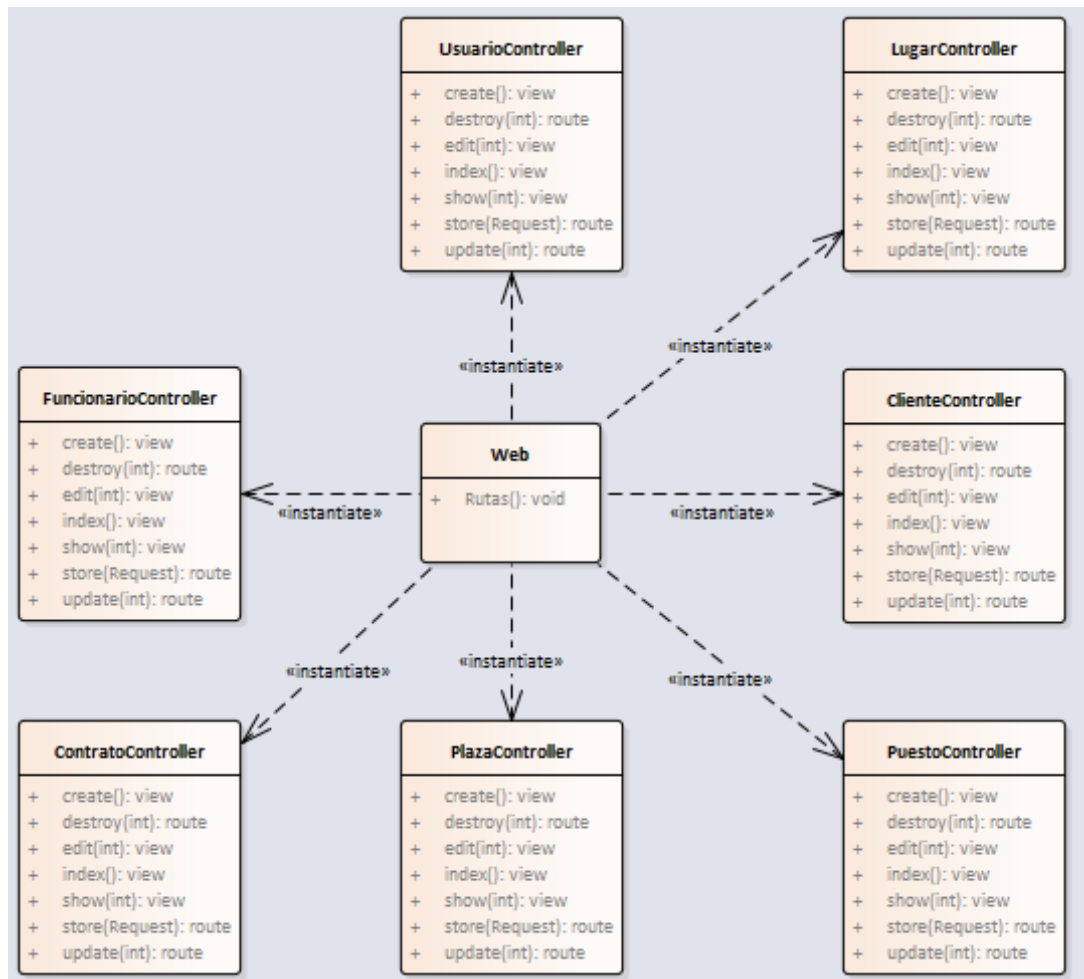 UsuarioController
+ create(): view
+ destroy(int): route
+ edit(int): view
+ index(): view
+ show(int): view
+ store(Request): route
+ update(int): route
LugarController
+ create(): view
+ destroy(int): route
+ edit(int): view
+ index(): view
+ show(int): view
+ store(Request): route
+ update(int): route
«instantiate»
«instantiate»
FuncionarioController
+ create(): view
+ destroy(int): route
+ edit(int): view
+ index(): view
+ show(int): view
+ store(Request): route
+ update(int): route
«instantiate»
Web
+ Rutas(): void
«instantiate»
ClienteController
+ create(): view
+ destroy(int): route
+ edit(int): view
+ index(): view
+ show(int): view
+ store(Request): route
+ update(int): route
«instantiate»
«instantiate»
«instantiate»
ContratoController
+ create(): view
+ destroy(int): route
+ edit(int): view
+ index(): view
+ show(int): view
+ store(Request): route
+ update(int): route
PlazaController
+ create(): view
+ destroy(int): route
+ edit(int): view
+ index(): view
+ show(int): view
+ store(Request): route
+ update(int): route
PuestoController
+ create(): view
+ destroy(int): route
+ edit(int): view
+ index(): view
+ show(int): view
+ store(Request): route
+ update(int): route